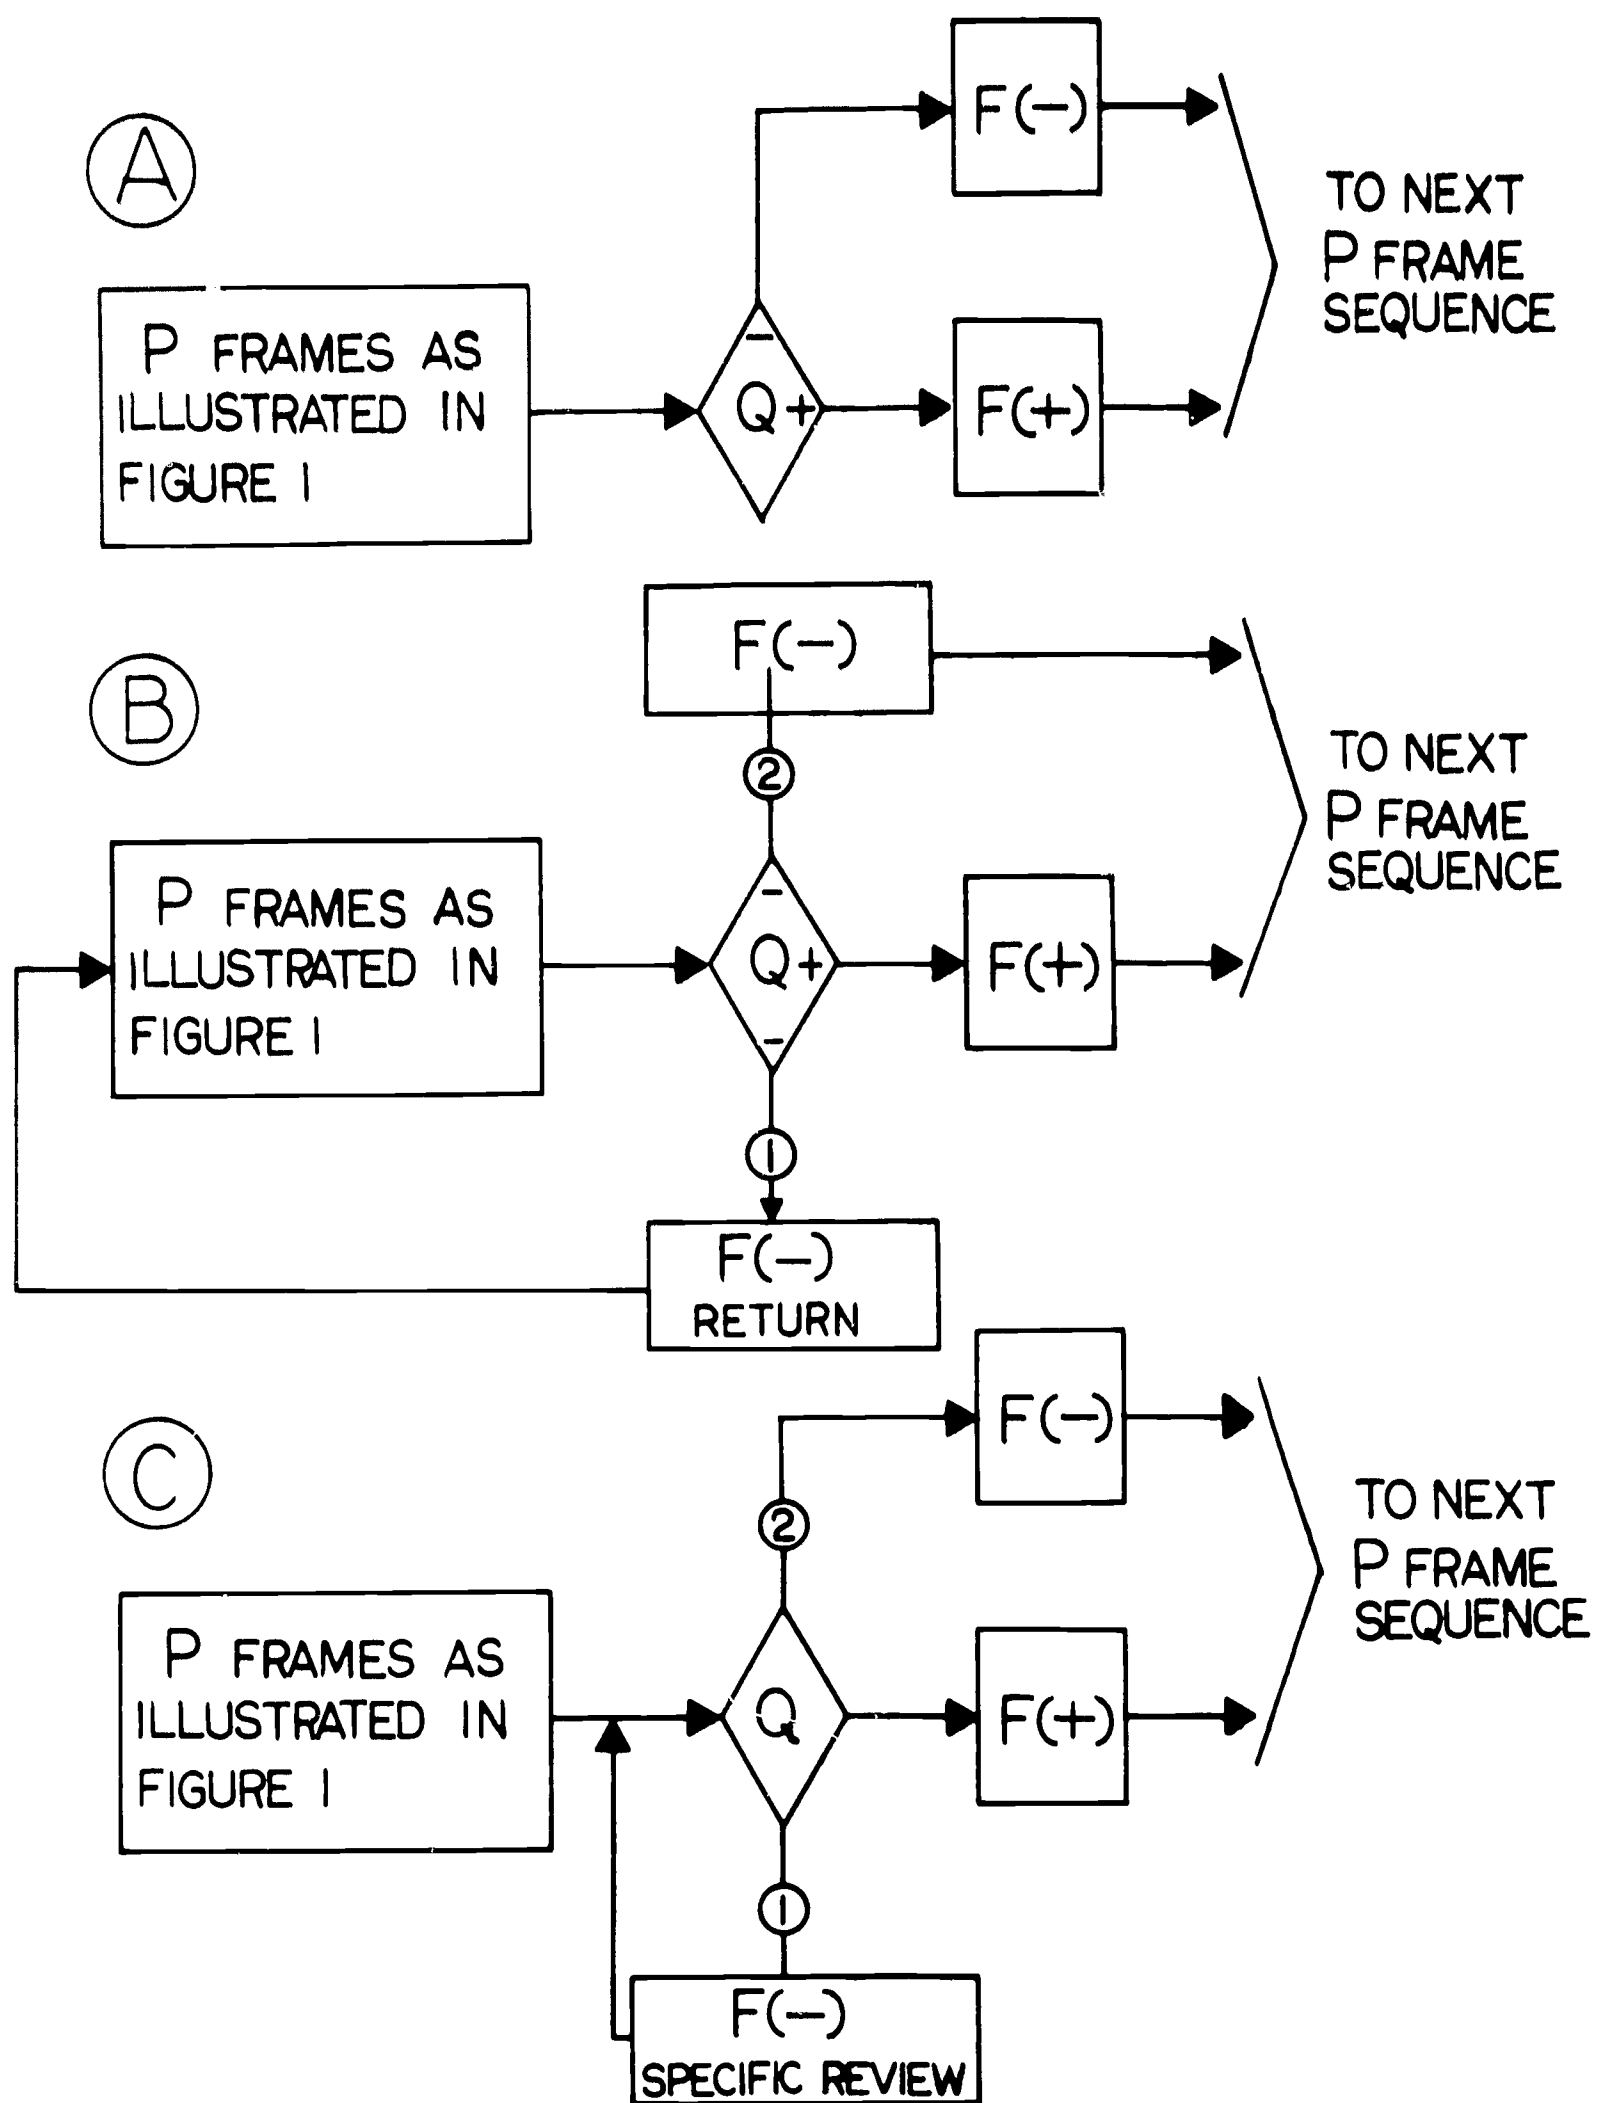 A
F(—)
TO NEXT
P FRAME
SEQUENCE
P FRAMES AS
ILLUSTRATED IN
FIGURE 1
—
Q +
F(+)
B
F(—)
2
TO NEXT
P FRAME
SEQUENCE
P FRAMES AS
ILLUSTRATED IN
FIGURE 1
—
Q +
—
F(+)
1
F(—)
RETURN
C
F(—)
2
TO NEXT
P FRAME
SEQUENCE
P FRAMES AS
ILLUSTRATED IN
FIGURE 1
Q
F(+)
1
F(—)
SPECIFIC REVIEW